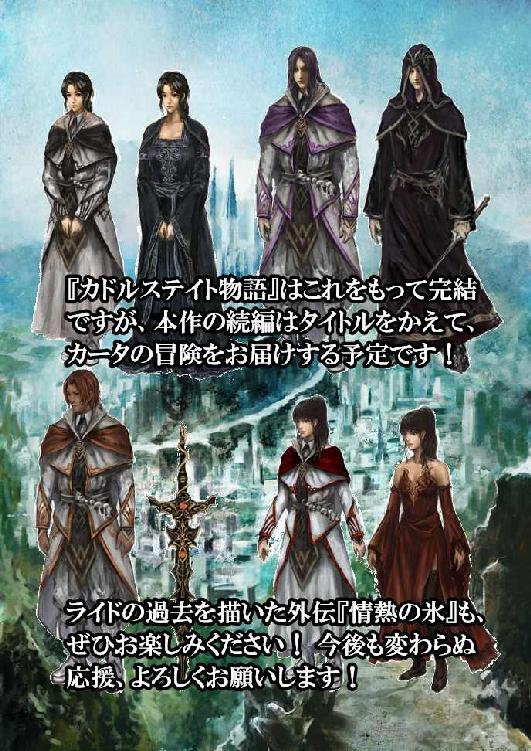 『カドルステイト物語』はこれをもって完結
ですが、本作の続編はタイトルをかえて、
カータの冒険をお届けする予定です！
ライドの過去を描いた外伝『情熱の氷』も、
ぜひお楽しみください！ 今後も変わらぬ
応援、よろしくお願いします！